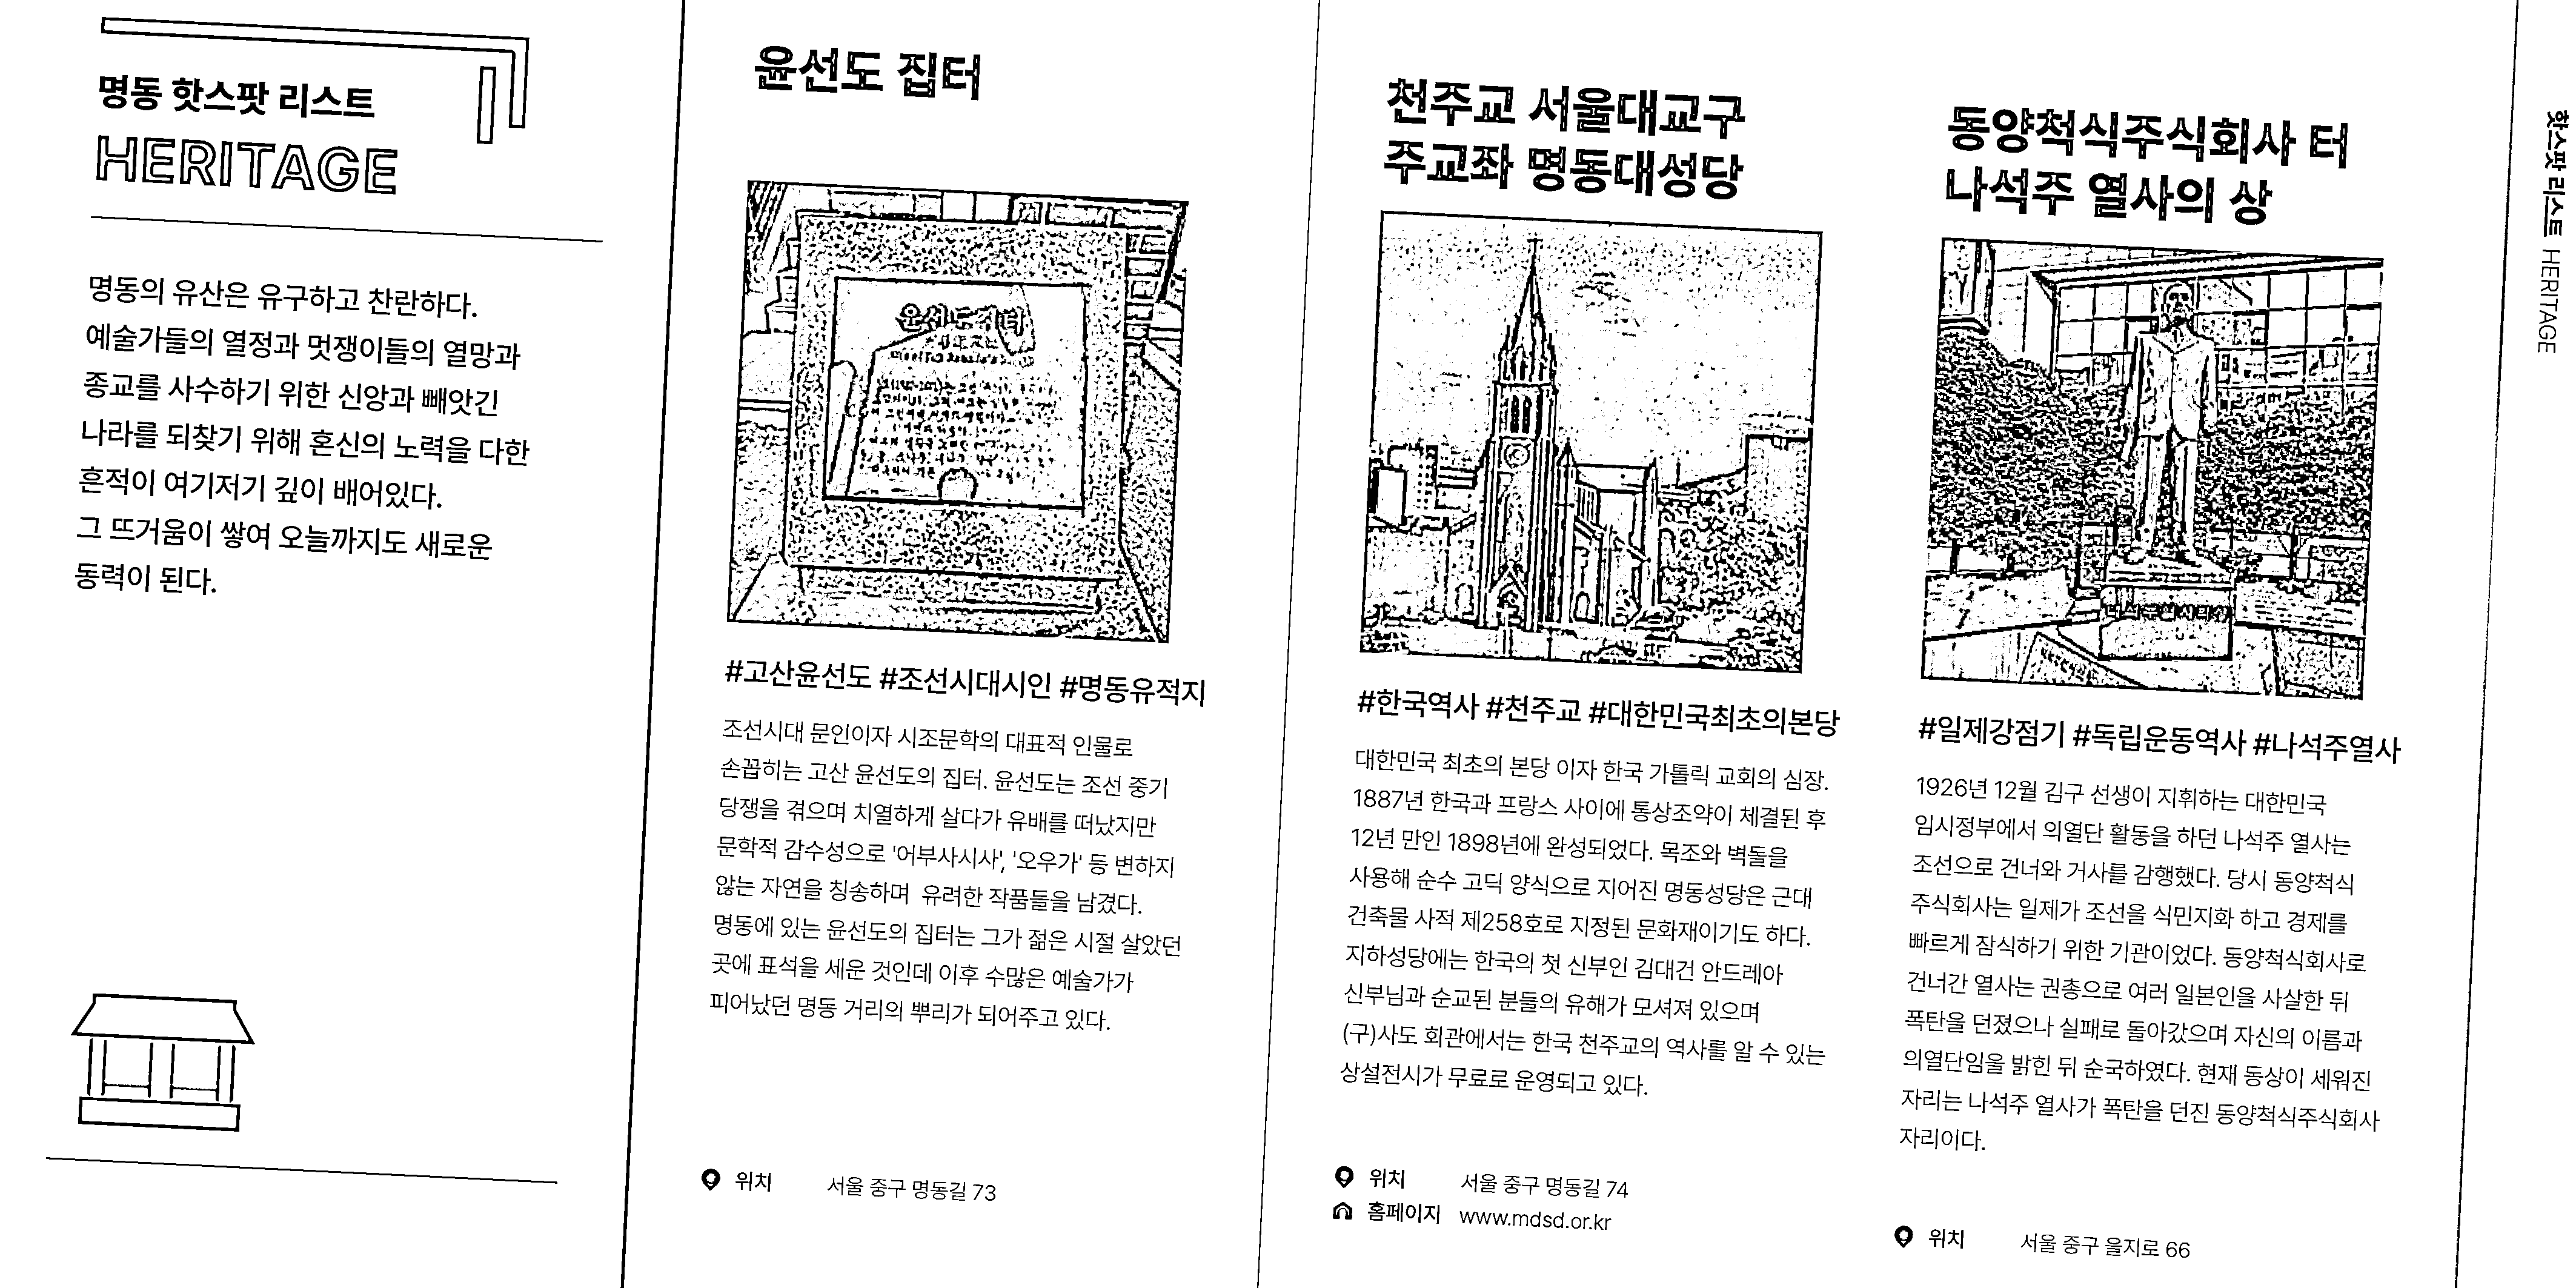 명동 핫스팟 리스트
HERITAGE
명동의 유산은 유구하고 찬란하다.
예술가들의 열정과 멋쟁이들의 열망과
종교를 사수하기 위한 신앙과 빼앗긴
나라를 되찾기 위해 혼신의 노력을 다한
흔적이 여기저기 깊이 배어있다.
그 뜨거움이 쌓여 오늘까지도 새로운
동력이 된다.
윤선도 집터
윤선도 집터
#고산윤선도 #조선시대시인 #명동유적지
조선시대 문인이자 시조문학의 대표적 인물로
손꼽히는 고산 윤선도의 집터. 윤선도는 조선 중기
당쟁을 겪으며 치열하게 살다가 유배를 떠났지만
문학적 감수성으로 '어부사시사', '오우가' 등 변하지
않는 자연을 칭송하며 유려한 작품들을 남겼다.
명동에 있는 윤선도의 집터는 그가 젊은 시절 살았던
곳에 표석을 세운 것인데 이후 수많은 예술가가
피어났던 명동 거리의 뿌리가 되어주고 있다.
위치 서울 중구 명동길 73
천주교 서울대교구
주교좌 명동대성당
#한국역사 #천주교 #대한민국최초의본당
대한민국 최초의 본당 이자 한국 가톨릭 교회의 심장.
1887년 한국과 프랑스 사이에 통상조약이 체결된 후
12년 만인 1898년에 완성되었다. 목조와 벽돌을
사용해 순수 고딕 양식으로 지어진 명동성당은 근대
건축물 사적 제258호로 지정된 문화재이기도 하다.
지하성당에는 한국의 첫 신부인 김대건 안드레아
신부님과 순교된 분들의 유해가 모셔져 있으며
(구)사도 회관에서는 한국 천주교의 역사를 알 수 있는
상설전시가 무료로 운영되고 있다.
위치 서울 중구 명동길 74
홈페이지 www.mdsd.or.kr
동양척식주식회사 터
나석주 열사의 상
#일제강점기 #독립운동역사 #나석주열사
1926년 12월 김구 선생이 지휘하는 대한민국
임시정부에서 의열단 활동을 하던 나석주 열사는
조선으로 건너와 거사를 감행했다. 당시 동양척식
주식회사는 일제가 조선을 식민지화 하고 경제를
빠르게 잠식하기 위한 기관이었다. 동양척식회사로
건너간 열사는 권총으로 여러 일본인을 사살한 뒤
폭탄을 던졌으나 실패로 돌아갔으며 자신의 이름과
의열단임을 밝힌 뒤 순국하였다. 현재 동상이 세워진
자리는 나석주 열사가 폭탄을 던진 동양척식주식회사
자리이다.
위치 서울 중구 을지로 66
핫스팟 리스트 HERITAGE